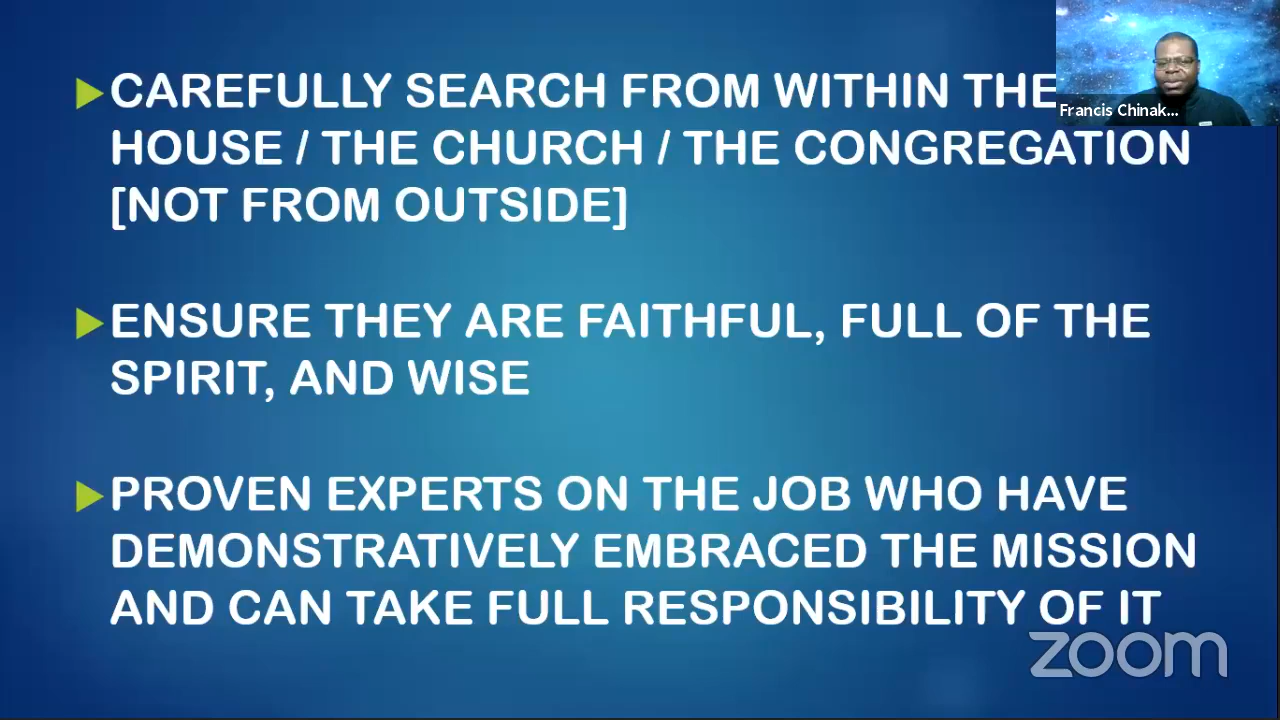 CAREFULLY SEARCH FROM WITHIN THE
HOUSE / THE CHURCH / THE CONGREGATION
[NOT FROM OUTSIDE]
ENSURE THEY ARE FAITHFUL, FULL OF THE
SPIRIT, AND WISE
PROVEN EXPERTS ON THE JOB WHO HAVE
DEMONSTRATIVELY EMBRACED THE MISSION
AND CAN TAKE FULL RESPONSIBILITY OF IT
Francis Chinak...
zoom